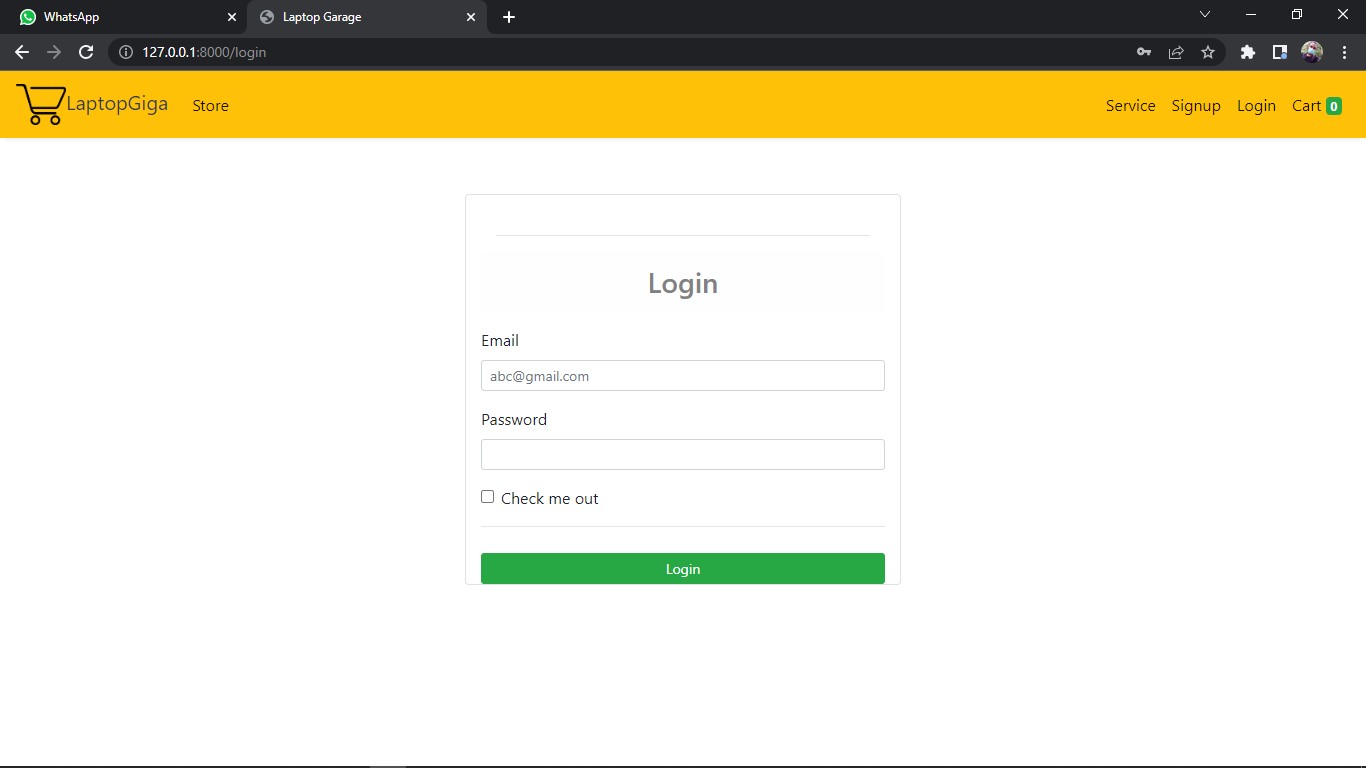 WhatsApp
Laptop Garage
127.0.0.1:8000/login
LaptopGiga Store Service Signup Login Cart 0
Login
Email
abc@gmail.com
Password
Check me out
Login